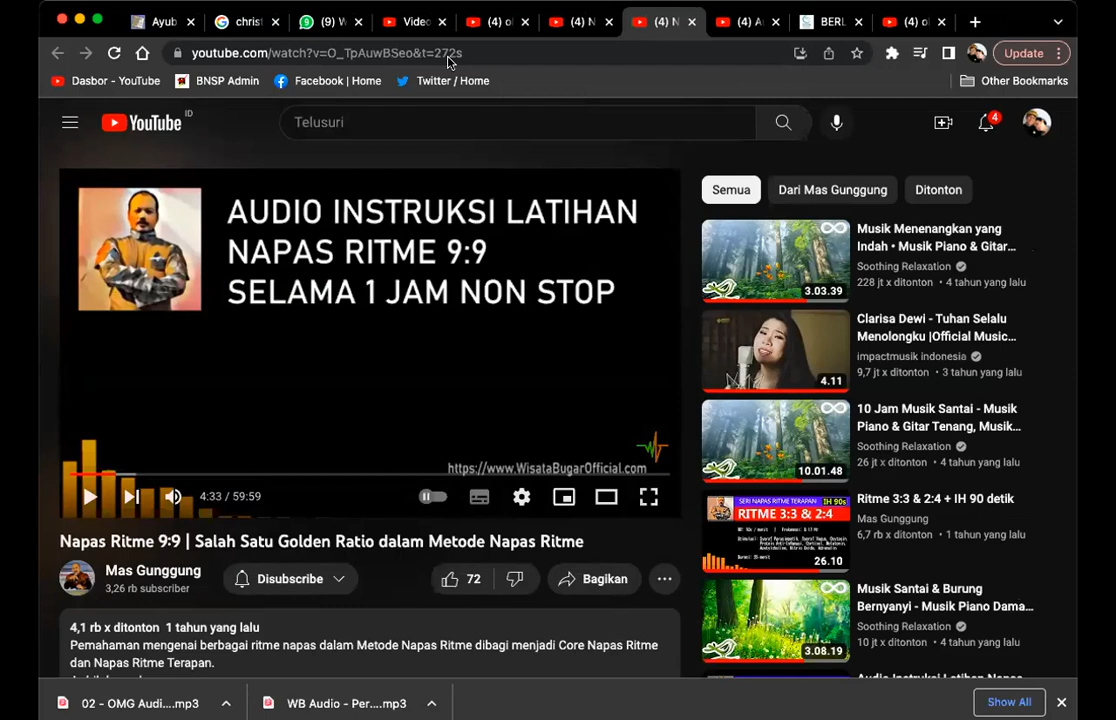 Ayub
christ
(9) W
Video
(4) ol
(4) N
(4) N
(4) A
BERL
(4) ol
youtube.com/watch?v=O_TpAuwBSeo&t=272s
Update
Dasbor - YouTube
BNSP Admin
Facebook | Home
Twitter / Home
Other Bookmarks
YouTube ID
Telusuri
4
AUDIO INSTRUKSI LATIHAN
NAPAS RITME 9:9
SELAMA 1 JAM NON STOP
https://www.WisataBugarOfficial.com
4:33 / 59:59
Napas Ritme 9:9 | Salah Satu Golden Ratio dalam Metode Napas Ritme
Mas Gunggung
3,26 rb subscriber
Disubscribe
72
Bagikan
4,1 rb x ditonton 1 tahun yang lalu
Pemahaman mengenai berbagai ritme napas dalam Metode Napas Ritme dibagi menjadi Core Napas Ritme
dan Napas Ritme Terapan.
Semua
Dari Mas Gunggung
Ditonton
Musik Menenangkan yang
Indah • Musik Piano & Gitar...
Soothing Relaxation
228 jt x ditonton • 4 tahun yang lalu
3.03.39
Clarisa Dewi - Tuhan Selalu
Menolongku |Official Music...
impactmusik indonesia
9,7 jt x ditonton • 3 tahun yang lalu
4.11
10 Jam Musik Santai - Musik
Piano & Gitar Tenang, Musik...
Soothing Relaxation
26 jt x ditonton • 4 tahun yang lalu
10.01.48
SERI NAPAS RITME TERAPAN IH 90s
RITME 3:3 & 2:4
26.10
Ritme 3:3 & 2:4 + IH 90 detik
Mas Gunggung
6,7 rb x ditonton • 1 tahun yang lalu
Musik Santai & Burung
Bernyanyi - Musik Piano Dama...
Soothing Relaxation
10 jt x ditonton • 4 tahun yang lalu
3.08.19
Audio Instruksi Latihan Napas
02 - OMG Audi....mp3
WB Audio - Per....mp3
Show All